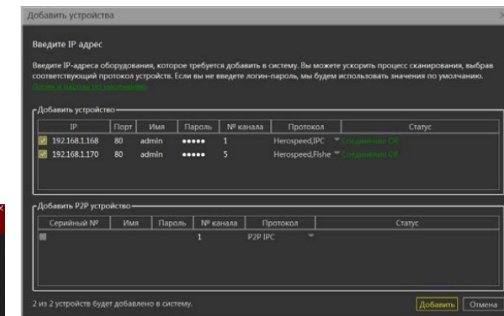 Добавить устройства
Введите IP адрес
Введите IP-адреса оборудования, которое требуется добавить в систему. Вы можете ускорить процесс сканирования, выбрав
соответствующий протокол устройств. Если вы не введете логин-пароль, мы будем использовать значения по умолчанию.
Добавить устройство
IP Порт Имя Пароль № канала Протокол Статус
192.168.1.168 80 admin ●●●●● 1 Herospeed,IPC Соединение OK
192.168.1.170 80 admin ●●●●● 5 Herospeed,Fishe Соединение OK
Добавить P2P устройство
Серийный № Имя Пароль № канала Протокол Статус
1 P2P IPC
2 из 2 устройств будет добавлено в систему.
Добавить Отмена